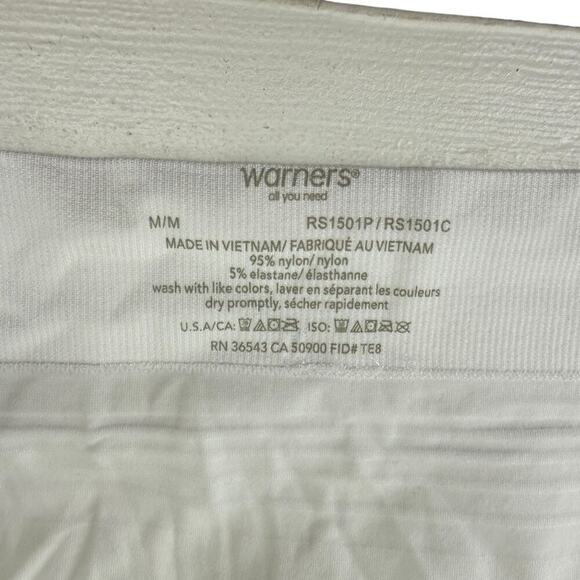 warners®
all you need
M/M RS1501P/RS1501C
MADE IN VIETNAM/ FABRIQUÉ AU VIETNAM
95% nylon/ nylon
5% elastane/ élasthanne
wash with like colors, laver en séparant les couleurs
dry promptly, sécher rapidement
U.S.A/CA: ISO:
RN 36543 CA 50900 FID# TE8